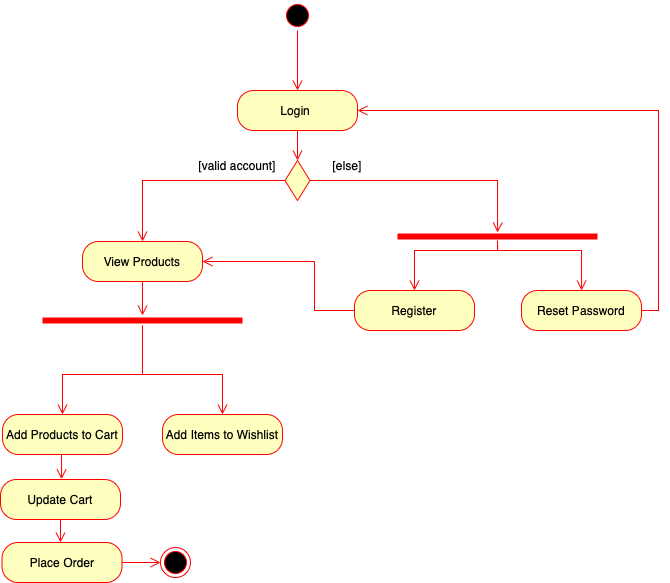 Login
[valid account]
[else]
View Products
Register
Reset Password
Add Products to Cart
Add Items to Wishlist
Update Cart
Place Order